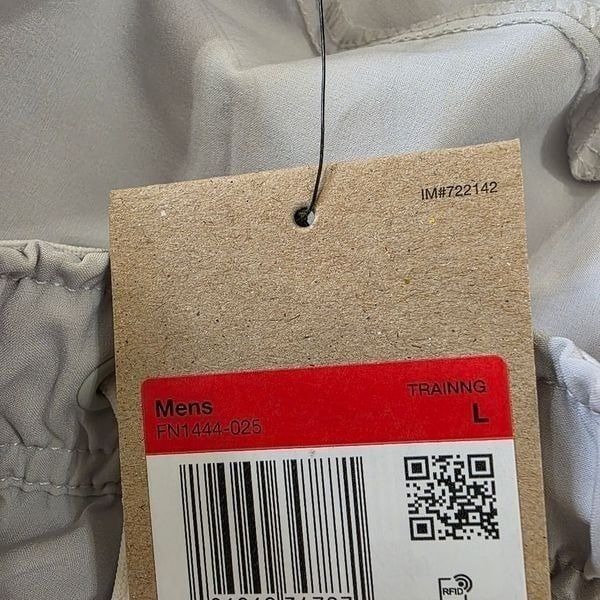 IM#722142
Mens
TRAINNG
FN1444-025
L
RFID